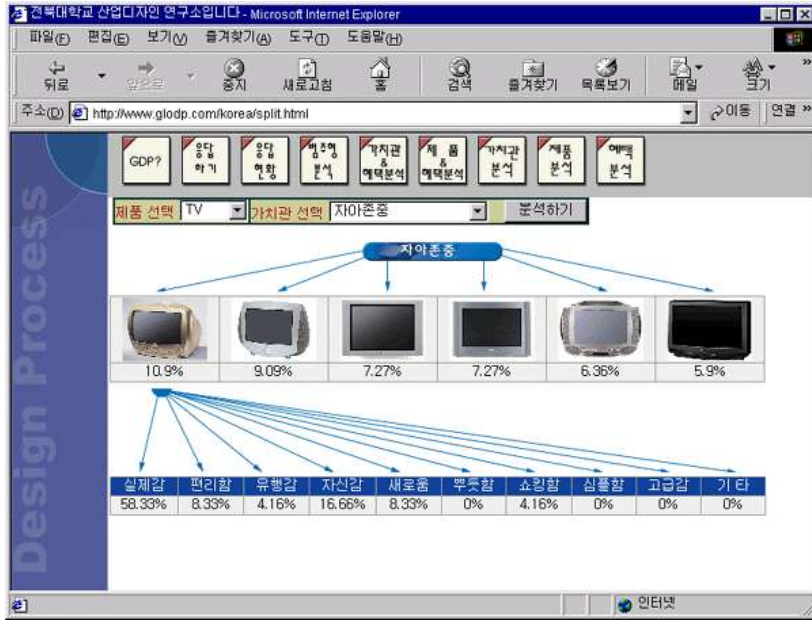 전북대학교 산업디자인 연구소입니다 - Microsoft Internet Explorer
파일(F) 편집(E) 보기(V) 즐겨찾기(A) 도구(T) 도움말(H)
뒤로 앞으로 중지 새로고침 홈 검색 즐겨찾기 목록보기 메일 크기 »
주소(D) http://www.glodp.com/korea/split.html 이동 연결 »
GDP? 응답 하기 응답 현황 범주형 분석 가치관 & 혜택분석 제 품 & 혜택분석 가치관 분석 제품 분석 혜택 분석
제품 선택 TV 가치관 선택 자아존중 분석하기
자아존중
10.9% 9.09% 7.27% 7.27% 6.36% 5.9%
실제감 편리함 유행감 자신감 새로움 뿌듯함 쇼킹함 심플함 고급감 기 타
58.33% 8.33% 4.16% 16.66% 8.33% 0% 4.16% 0% 0% 0%
Design Process
인터넷